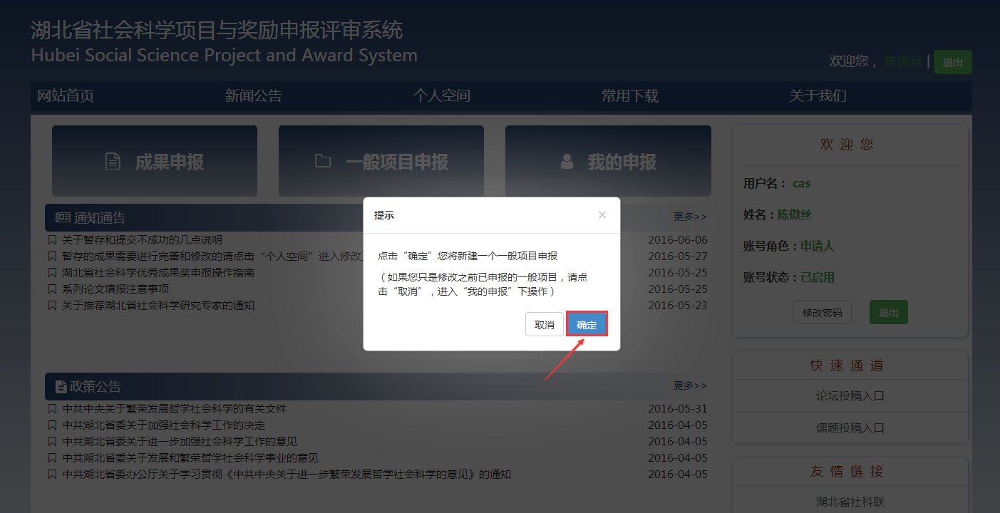 湖北省社会科学项目与奖励申报评审系统
Hubei Social Science Project and Award System
欢迎您， 陈傲丝 | 退出
网站首页 新闻公告 个人空间 常用下载 关于我们
成果申报 一般项目申报 我的申报
通知通告 更多>>
关于暂存和提交不成功的几点说明 2016-06-06
暂存的成果需要进行完善和修改的请点击“个人空间”进入修改 2016-05-27
湖北省社会科学优秀成果奖申报操作指南 2016-05-25
系列论文填报注意事项 2016-05-25
关于推荐湖北省社会科学研究专家的通知 2016-05-23
提示 ×
点击“确定”您将新建一个一般项目申报
（如果您只是修改之前已申报的一般项目，请点
击“取消”，进入“我的申报”下操作）
取消 确定
政策公告 更多>>
中共中央关于繁荣发展哲学社会科学的有关文件 2016-05-31
中共湖北省委关于加强社会科学工作的决定 2016-04-05
中共湖北省委关于进一步加强社会科学工作的意见 2016-04-05
中共湖北省委关于发展和繁荣哲学社会科学事业的意见 2016-04-05
中共湖北省委办公厅关于学习贯彻《中共中央关于进一步繁荣发展哲学社会科学的意见》的通知 2016-04-05
欢 迎 您
用户名： cas
姓名：陈傲丝
账号角色：申请人
账号状态：已启用
修改密码 退出
快 速 通 道
论坛投稿入口
课题投稿入口
友 情 链 接
湖北省社科联